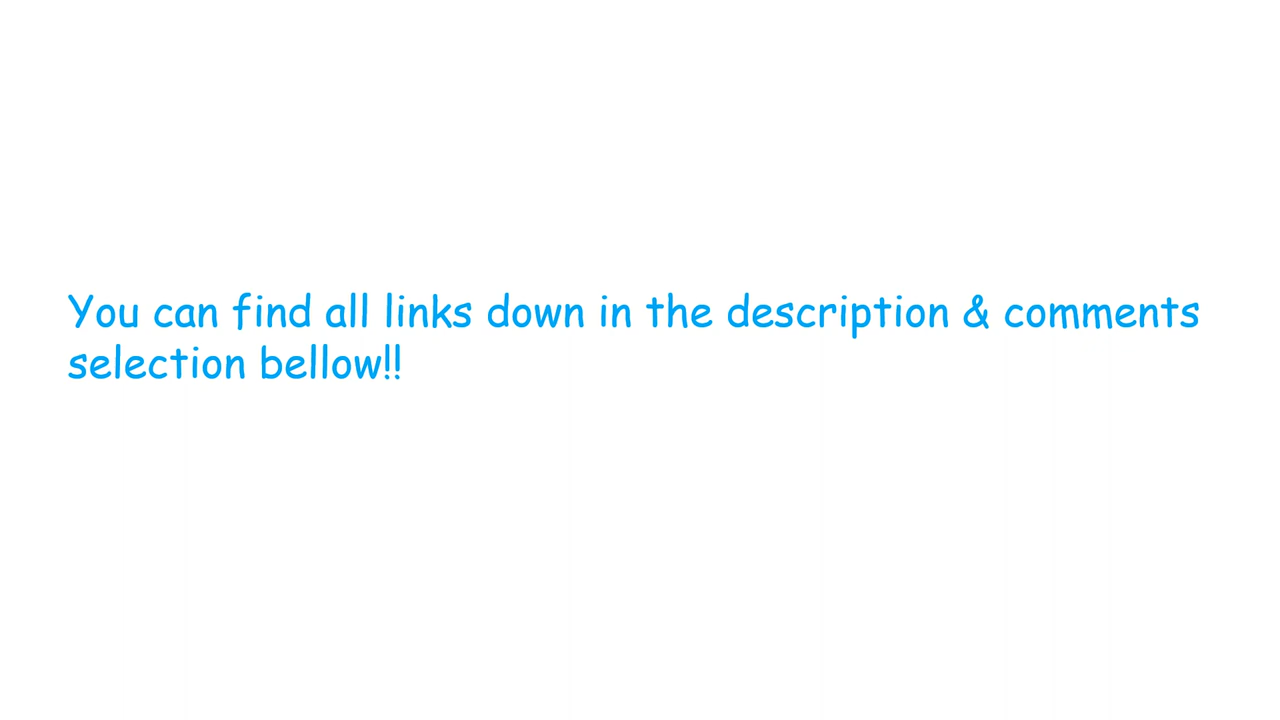 You can find all links down in the description & comments
selection bellow!!